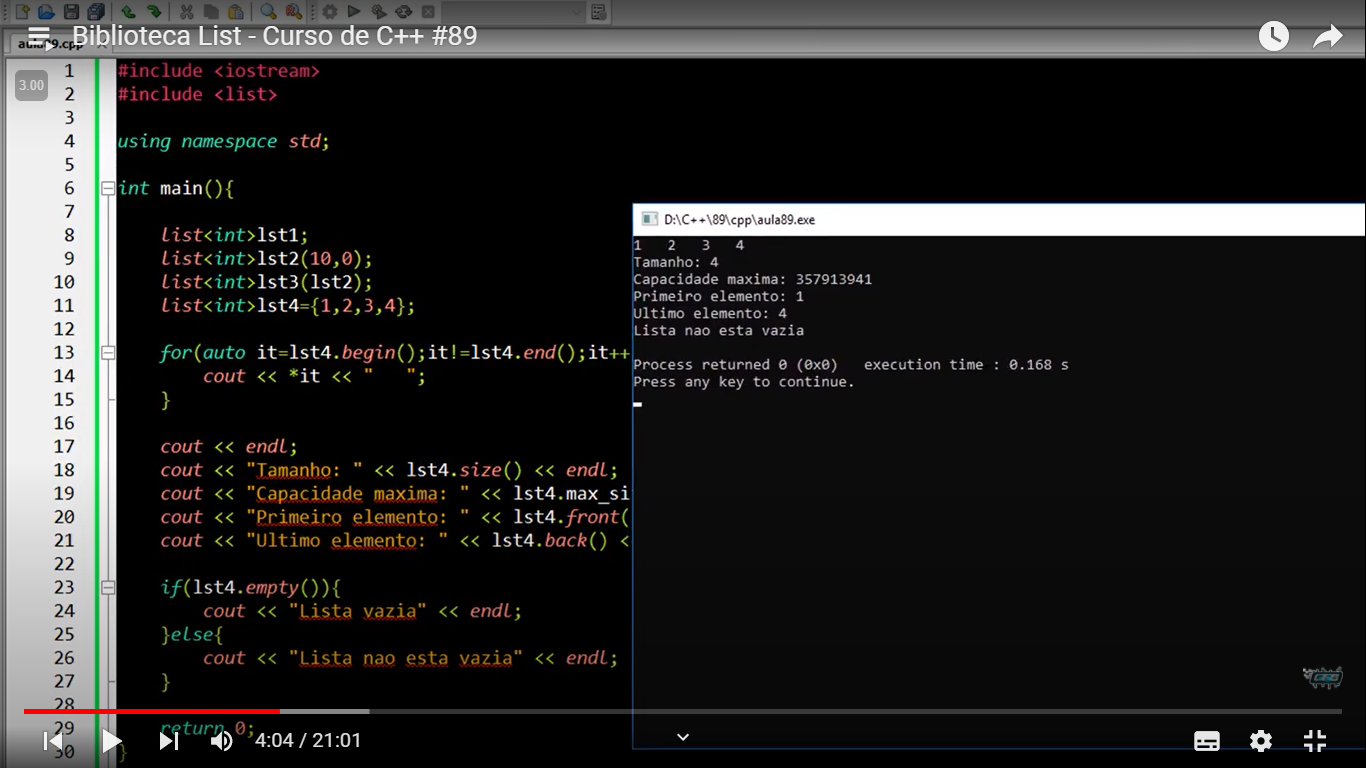 Biblioteca List - Curso de C++ #89
3.00
1 #include <iostream>
2 #include <list>
3
4 using namespace std;
5
6 int main(){
7
8 list<int>lst1;
9 list<int>lst2(10,0);
10 list<int>lst3(lst2);
11 list<int>lst4={1,2,3,4};
12
13 for(auto it=lst4.begin();it!=lst4.end();it++
14 cout << *it << "   ";
15 }
16
17 cout << endl;
18 cout << "Tamanho: " << lst4.size() << endl;
19 cout << "Capacidade maxima: " << lst4.max_si
20 cout << "Primeiro elemento: " << lst4.front(
21 cout << "Ultimo elemento: " << lst4.back() <
22
23 if(lst4.empty()){
24 cout << "Lista vazia" << endl;
25 }else{
26 cout << "Lista nao esta vazia" << endl;
27 }
28
29 return 0;
30 }
D:\C++\89\cpp\aula89.exe
1   2   3   4
Tamanho: 4
Capacidade maxima: 357913941
Primeiro elemento: 1
Ultimo elemento: 4
Lista nao esta vazia
Process returned 0 (0x0)   execution time : 0.168 s
Press any key to continue.
4:04 / 21:01